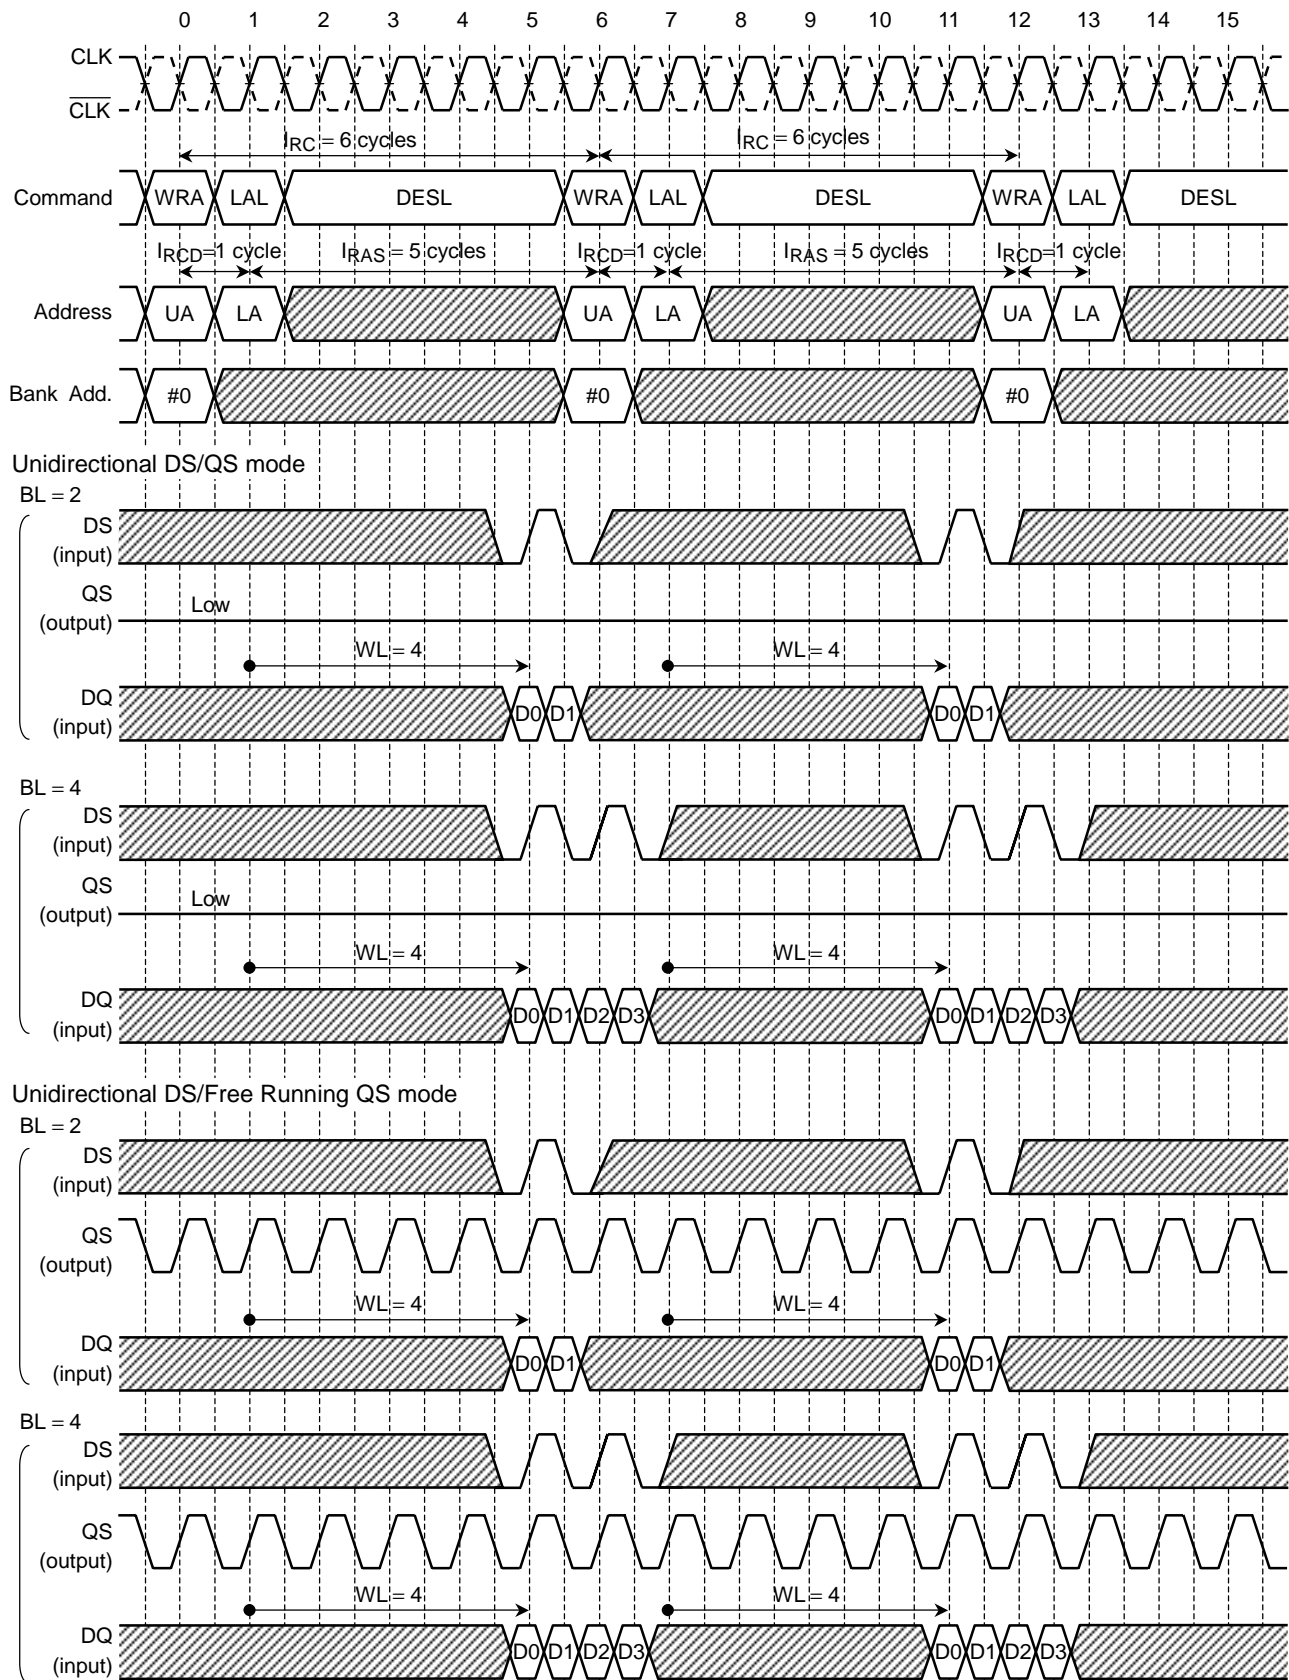 0 1 2 3 4 5 6 7 8 9 10 11 12 13 14 15
CLK
CLK
IRC = 6 cycles IRC = 6 cycles
Command WRA LAL DESL WRA LAL DESL WRA LAL DESL
IRCD=1 cycle IRAS = 5 cycles IRCD=1 cycle IRAS = 5 cycles IRCD=1 cycle
Address UA LA UA LA UA LA
Bank Add. #0 #0 #0
Unidirectional DS/QS mode
BL = 2
DS
(input)
QS
(output)
Low
WL = 4 WL = 4
DQ
(input)
D0 D1 D0 D1
BL = 4
DS
(input)
QS
(output)
Low
WL = 4 WL = 4
DQ
(input)
D0 D1 D2 D3 D0 D1 D2 D3
Unidirectional DS/Free Running QS mode
BL = 2
DS
(input)
QS
(output)
WL = 4 WL = 4
DQ
(input)
D0 D1 D0 D1
BL = 4
DS
(input)
QS
(output)
WL = 4 WL = 4
DQ
(input)
D0 D1 D2 D3 D0 D1 D2 D3